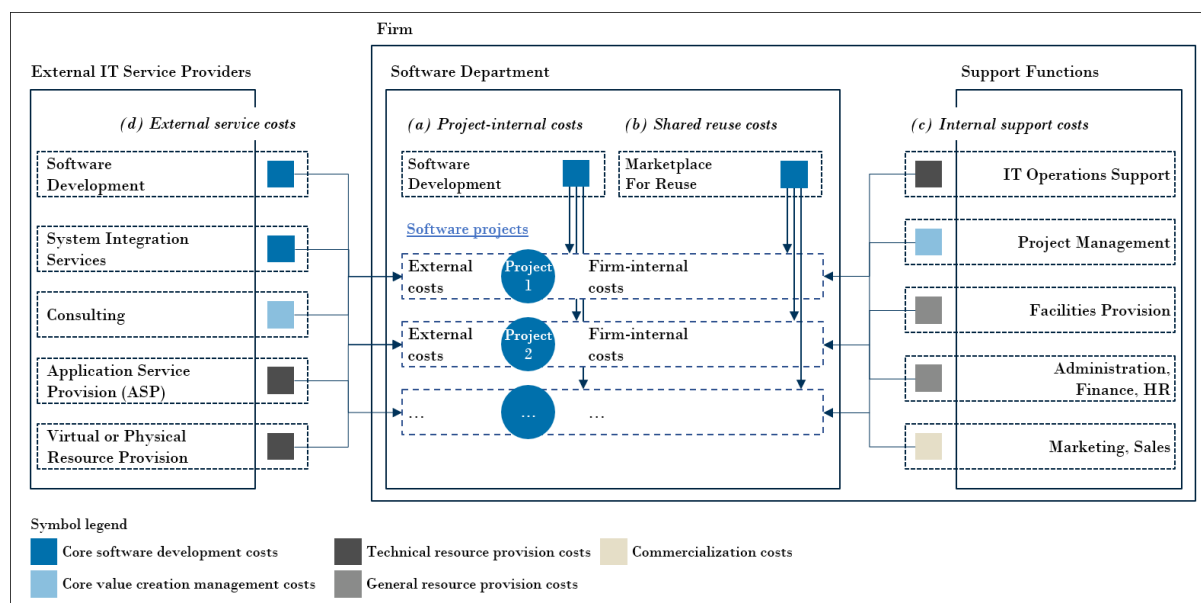 Firm
External IT Service Providers
Software Department
Support Functions
(d) External service costs
(a) Project-internal costs
(b) Shared reuse costs
(c) Internal support costs
Software
Development
System Integration
Services
Consulting
Application Service
Provision (ASP)
Virtual or Physical
Resource Provision
Software
Development
Marketplace
For Reuse
Software projects
External
costs
Project
1
Firm-internal
costs
External
costs
Project
2
Firm-internal
costs
...
...
...
IT Operations Support
Project Management
Facilities Provision
Administration,
Finance, HR
Marketing, Sales
Symbol legend
Core software development costs
Technical resource provision costs
Commercialization costs
Core value creation management costs
General resource provision costs